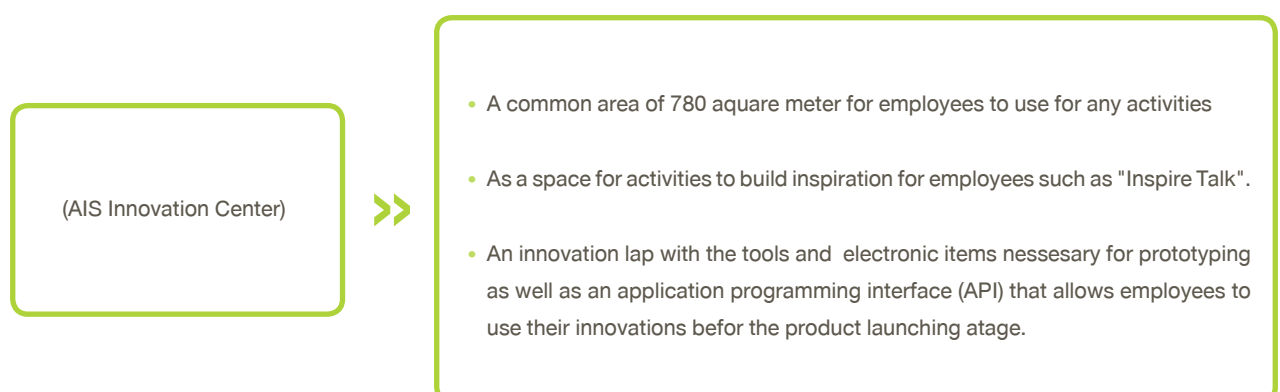 (AIS Innovation Center)
• A common area of 780 aquare meter for employees to use for any activities
• As a space for activities to build inspiration for employees such as "Inspire Talk".
• An innovation lap with the tools and electronic items nessesary for prototyping
as well as an application programming interface (API) that allows employees to
use their innovations befor the product launching atage.